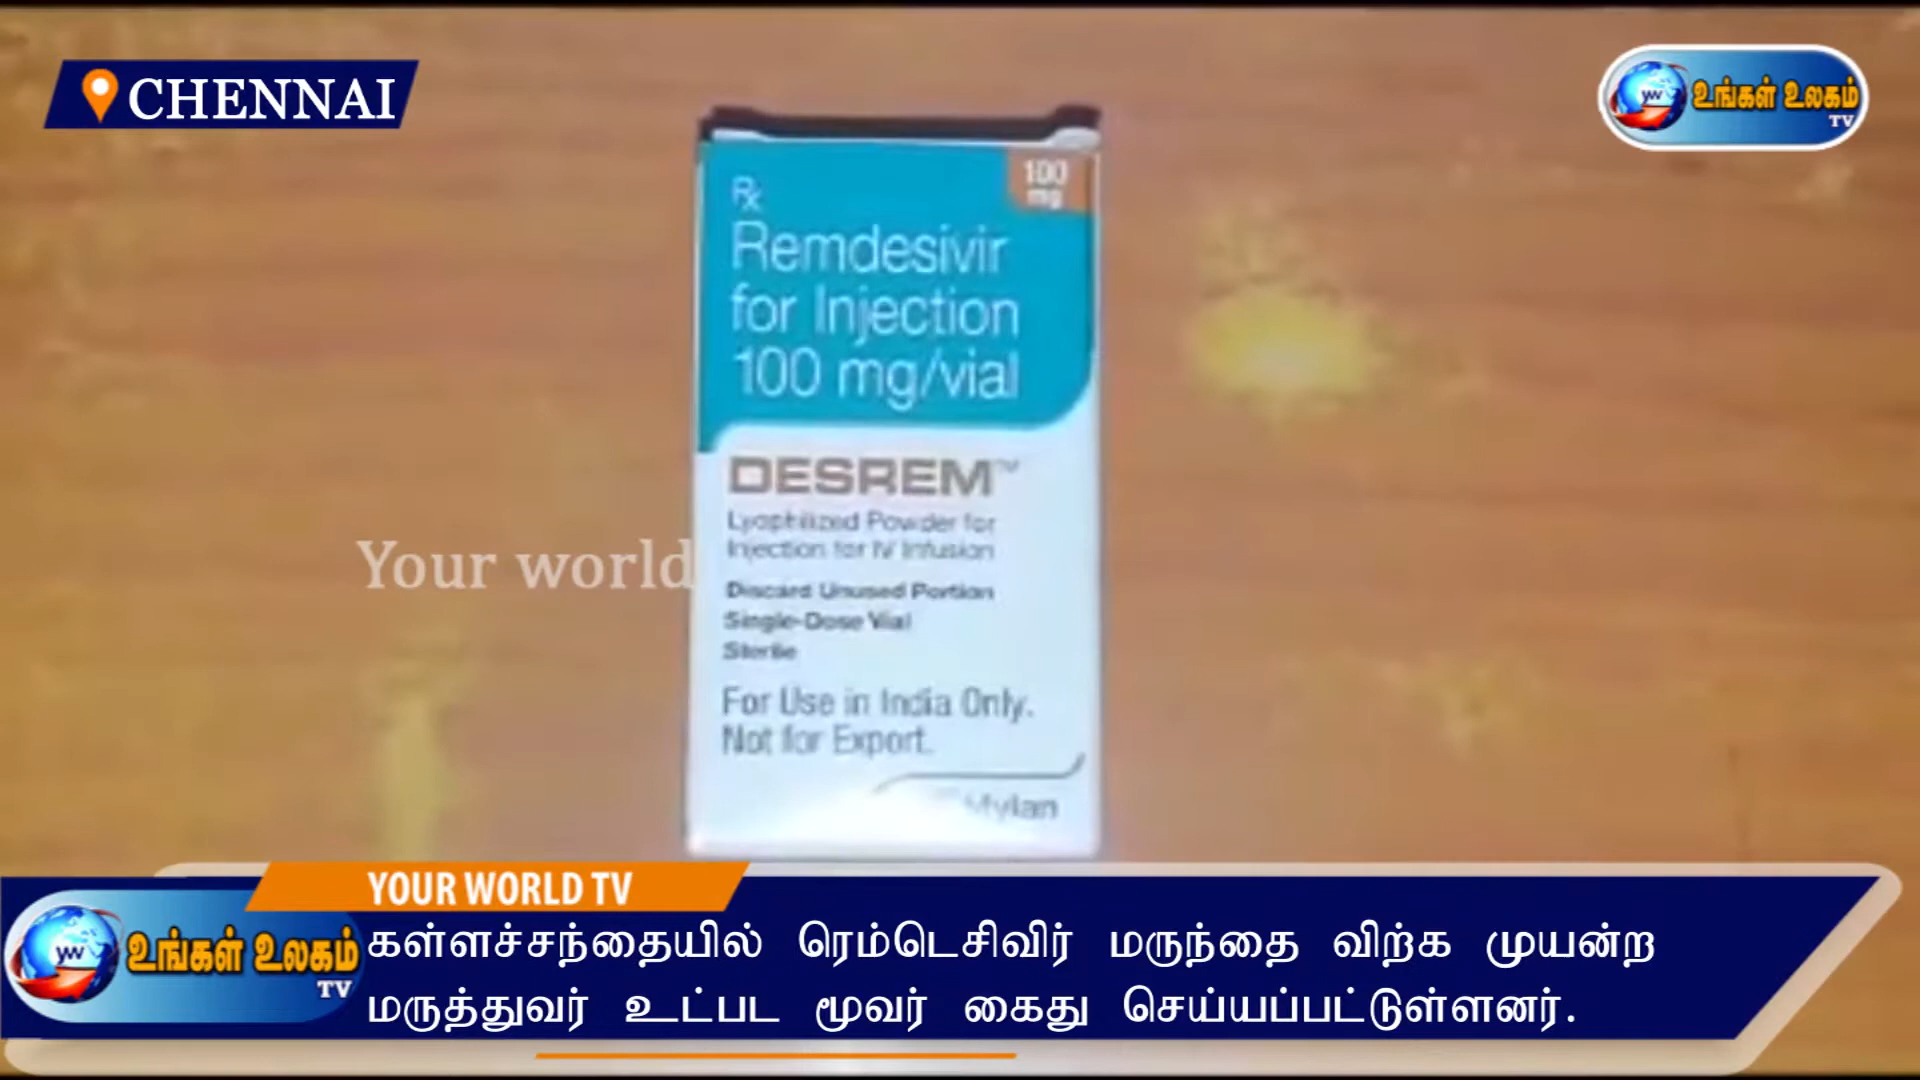 CHENNAI
yw உங்கள் உலகம்
TV
100
mg
Rx
Remdesivir
for Injection
100 mg/vial
DESREM™
Lyophilized Powder for
Injection for IV Infusion
Discard Unused Portion
Single-Dose Vial
Sterile
For Use in India Only.
Not for Export.
Mylan
Your world
YOUR WORLD TV
yw உங்கள் உலகம்
TV
கள்ளச்சந்தையில் ரெம்டெசிவிர் மருந்தை விற்க முயன்ற
மருத்துவர் உட்பட மூவர் கைது செய்யப்பட்டுள்ளனர்.